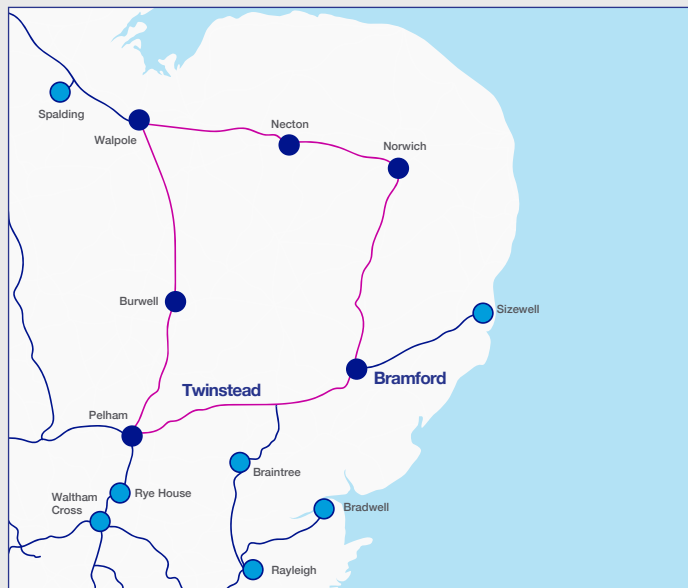 Spalding
Walpole
Necton
Norwich
Burwell
Sizewell
Twinstead
Bramford
Pelham
Braintree
Waltham
Cross
Rye House
Bradwell
Rayleigh